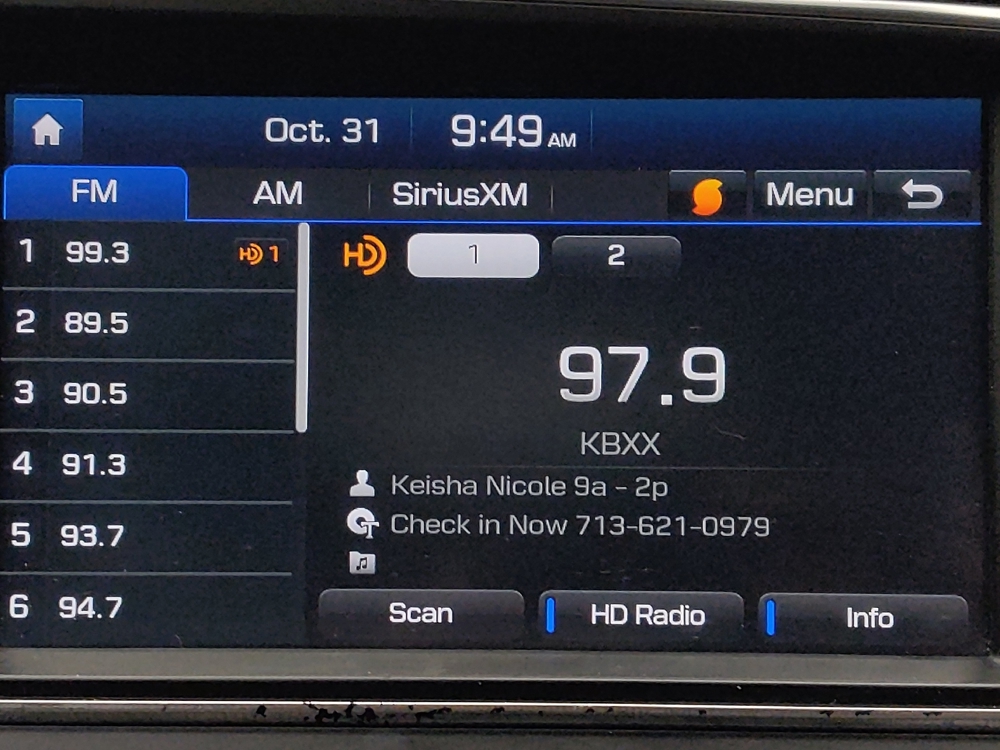 Oct. 31 9:49 AM
FM AM SiriusXM Menu
1 99.3 HD 1
2 89.5
3 90.5
4 91.3
5 93.7
6 94.7
HD 1 2
97.9
KBXX
Keisha Nicole 9a - 2p
Check in Now 713-621-0979
Scan HD Radio Info